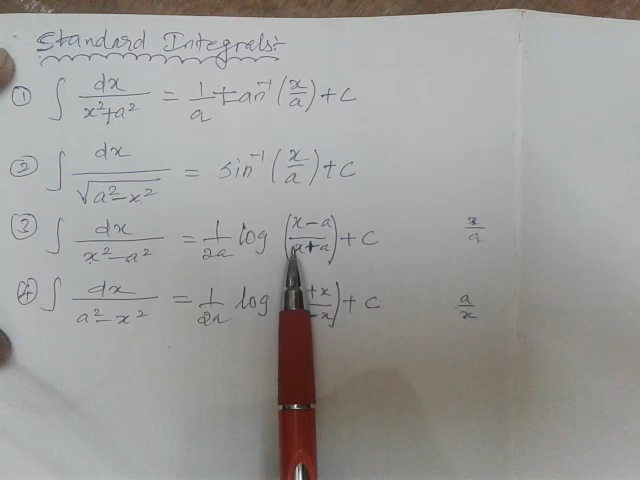 Standard Integrals:-
① ∫ dx/(x²+a²) = 1/a tan⁻¹(x/a)+c
② ∫ dx/√(a²-x²) = sin⁻¹(x/a)+c
③ ∫ dx/(x²-a²) = 1/2a log((x-a)/(x+a))+c x/a
④ ∫ dx/(a²-x²) = 1/2a log +x/-x)+c a/x